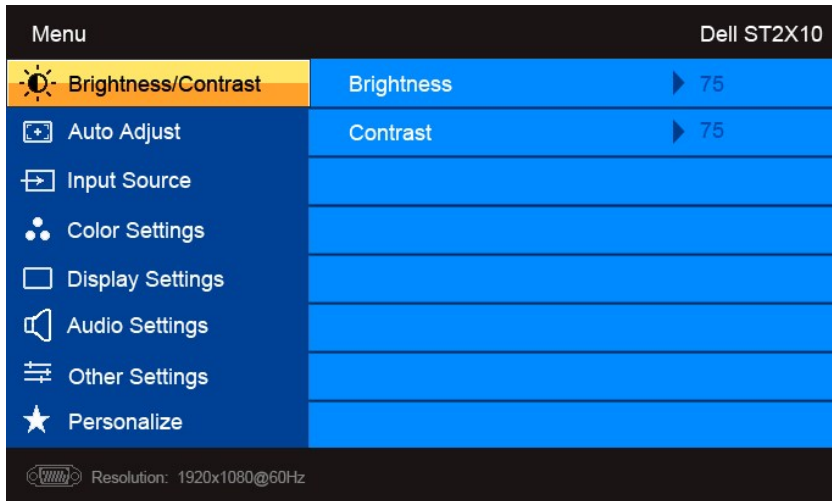 Menu Dell ST2X10
Brightness/Contrast Brightness 75
Auto Adjust Contrast 75
Input Source
Color Settings
Display Settings
Audio Settings
Other Settings
Personalize
Resolution: 1920x1080@60Hz